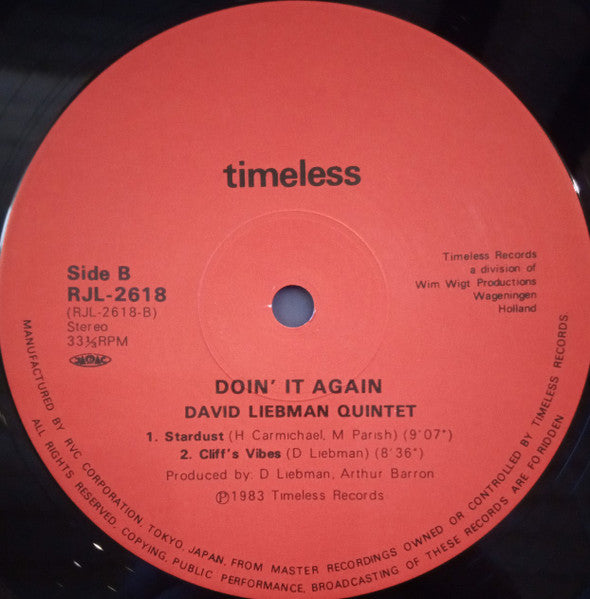 timeless
Side B
RJL-2618
(RJL-2618-B)
Stereo
33⅓RPM
Timeless Records
a division of
Wim Wigt Productions
Wageningen
Holland
DOIN' IT AGAIN
DAVID LIEBMAN QUINTET
1. Stardust (H Carmichael, M Parish) (9'07")
2. Cliff's Vibes (D Liebman) (8'36")
Produced by: D Liebman, Arthur Barron
Ⓟ1983 Timeless Records
MANUFACTURED BY RVC CORPORATION, TOKYO, JAPAN, FROM MASTER RECORDINGS OWNED OR CONTROLLED BY TIMELESS RECORDS
ALL RIGHTS RESERVED, COPYING, PUBLIC PERFORMANCE, BROADCASTING OF THESE RECORDS ARE FORIDDEN